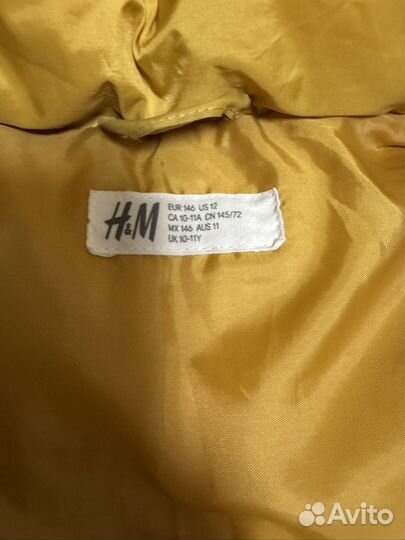 H&M
EUR 146 US 12
CA 10-11A CN 145/72
MX 146 AUS 11
UK 10-11Y
Avito